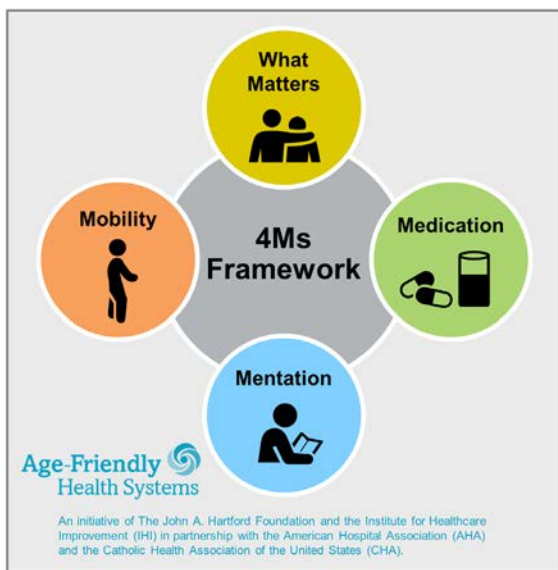 What
Matters
Mobility
4Ms
Framework
Medication
Mentation
Age-Friendly
Health Systems
An initiative of The John A. Hartford Foundation and the Institute for Healthcare
Improvement (IHI) in partnership with the American Hospital Association (AHA)
and the Catholic Health Association of the United States (CHA).